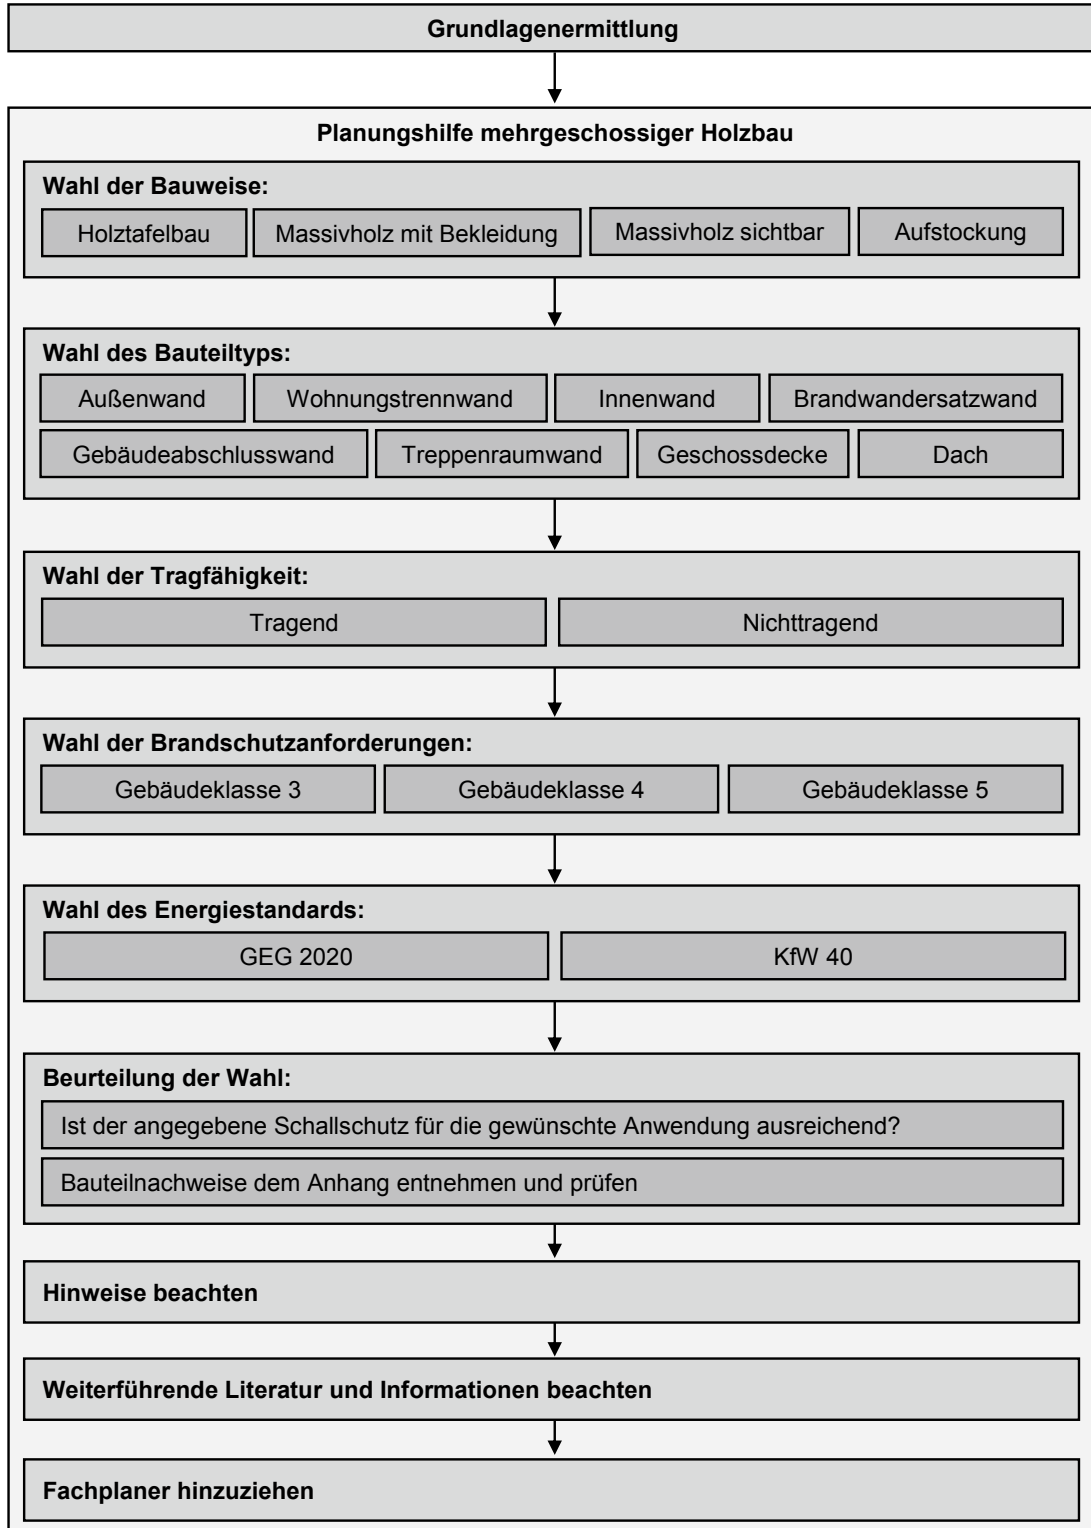 Grundlagenermittlung
Planungshilfe mehrgeschossiger Holzbau
Wahl der Bauweise:
Holztafelbau
Massivholz mit Bekleidung
Massivholz sichtbar
Aufstockung
Wahl des Bauteiltyps:
Außenwand
Wohnungstrennwand
Innenwand
Brandwandersatzwand
Gebäudeabschlusswand
Treppenraumwand
Geschossdecke
Dach
Wahl der Tragfähigkeit:
Tragend
Nichttragend
Wahl der Brandschutzanforderungen:
Gebäudeklasse 3
Gebäudeklasse 4
Gebäudeklasse 5
Wahl des Energiestandards:
GEG 2020
KfW 40
Beurteilung der Wahl:
Ist der angegebene Schallschutz für die gewünschte Anwendung ausreichend?
Bauteilnachweise dem Anhang entnehmen und prüfen
Hinweise beachten
Weiterführende Literatur und Informationen beachten
Fachplaner hinzuziehen